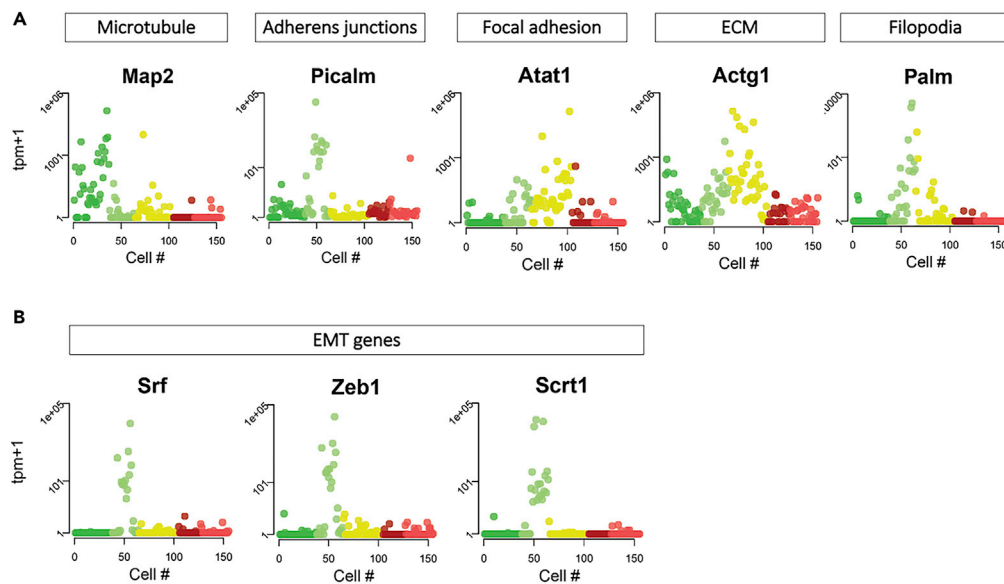 A
Microtubule Adherens junctions Focal adhesion ECM Filopodia
Map2 Picalm Atat1 Actg1 Palm
tpm+1
1e+06 1001 1
1e+05 101 1
1e+06 1001 1
1e+06 1001 1
0000 101 1
0 50 100 150 0 50 100 150 0 50 100 150 0 50 100 150 0 50 100 150
Cell # Cell # Cell # Cell # Cell #
B
EMT genes
Srf Zeb1 Scrt1
tpm+1
1e+05 101 1
1e+05 101 1
1e+05 101 1
0 50 100 150 0 50 100 150 0 50 100 150
Cell # Cell # Cell #